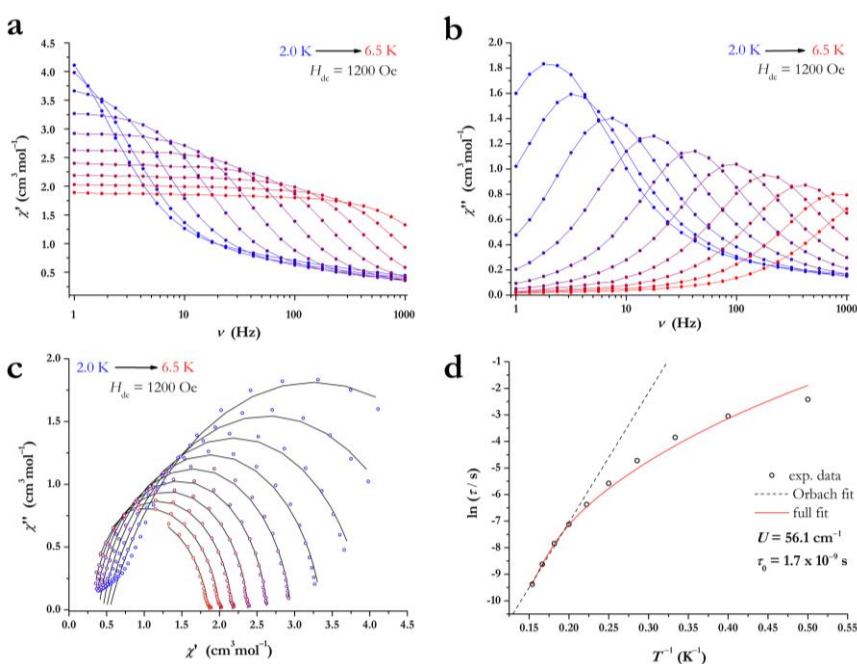 a
2.0 K 6.5 K
H_dc = 1200 Oe
4.5
4.0
3.5
3.0
2.5
2.0
1.5
1.0
0.5
χ' (cm³ mol⁻¹)
1 10 100 1000
ν (Hz)
b
2.0 K 6.5 K
H_dc = 1200 Oe
2.0
1.8
1.6
1.4
1.2
1.0
0.8
0.6
0.4
0.2
0.0
χ'' (cm³ mol⁻¹)
1 10 100 1000
ν (Hz)
c
2.0 K 6.5 K
H_dc = 1200 Oe
2.0
1.5
1.0
0.5
0.0
χ'' (cm³ mol⁻¹)
0.0 0.5 1.0 1.5 2.0 2.5 3.0 3.5 4.0 4.5
χ' (cm³mol⁻¹)
d
-1
-2
-3
-4
-5
-6
-7
-8
-9
-10
ln (τ / s)
exp. data
Orbach fit
full fit
U = 56.1 cm⁻¹
τ₀ = 1.7 x 10⁻⁹ s
0.15 0.20 0.25 0.30 0.35 0.40 0.45 0.50 0.55
T⁻¹ (K⁻¹)